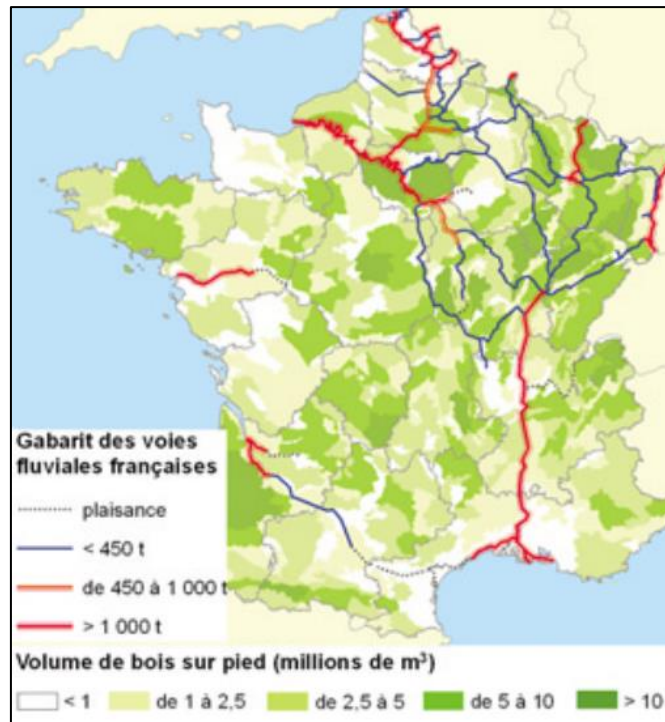 Gabarit des voies
fluviales françaises
plaisance
< 450 t
de 450 à 1 000 t
> 1 000 t
Volume de bois sur pied (millions de m³)
< 1 de 1 à 2,5 de 2,5 à 5 de 5 à 10 > 10